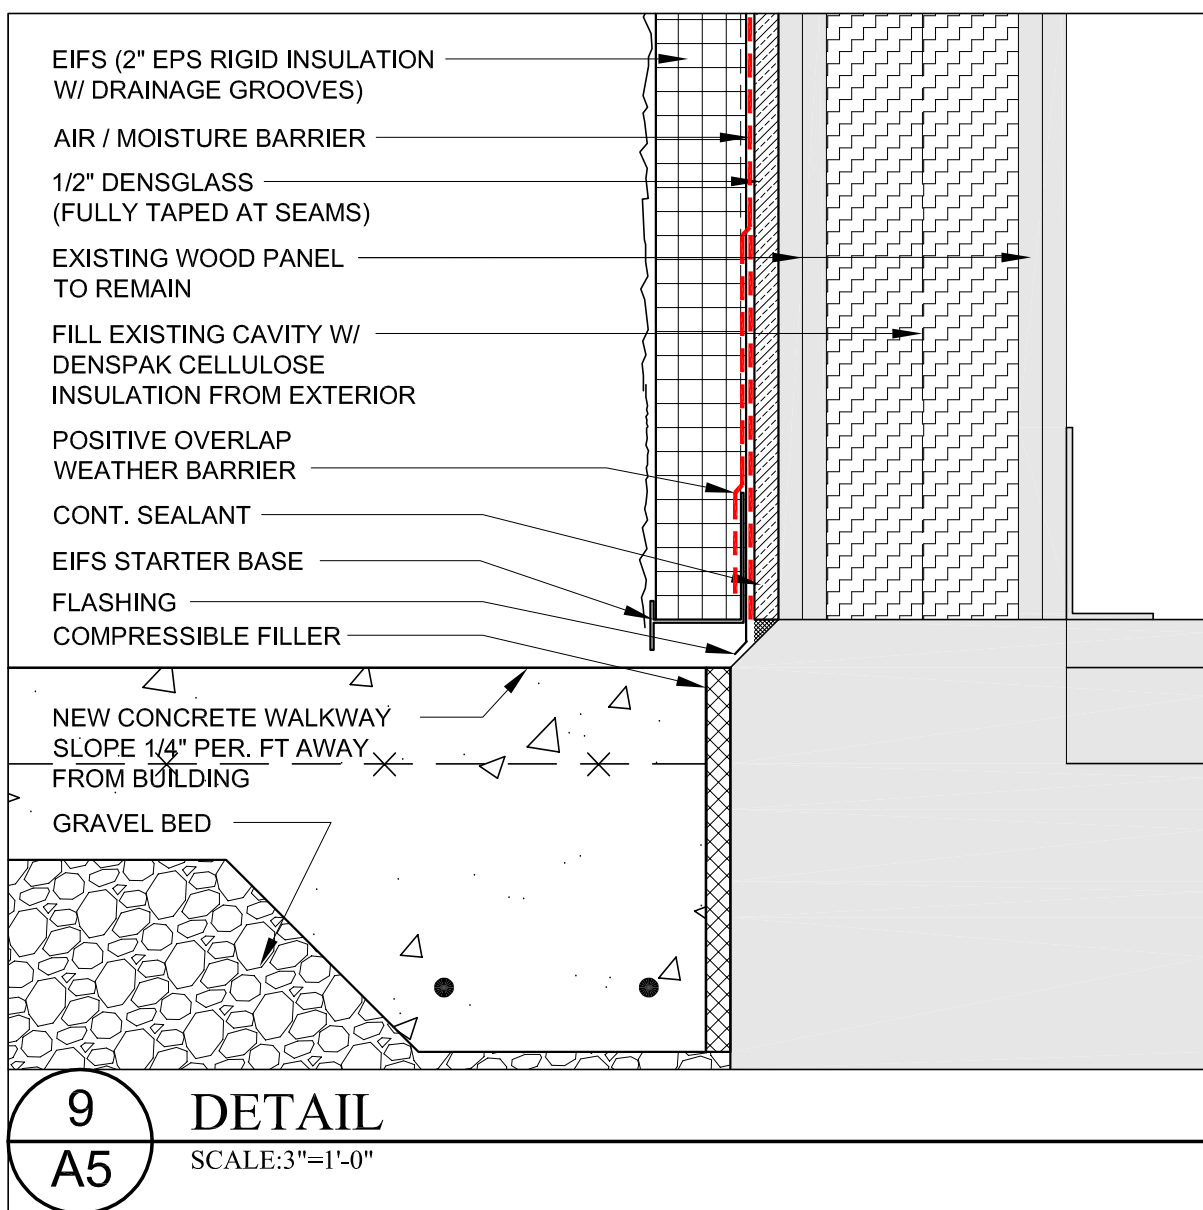 EIFS (2" EPS RIGID INSULATION
W/ DRAINAGE GROOVES)
AIR / MOISTURE BARRIER
1/2" DENSGLASS
(FULLY TAPED AT SEAMS)
EXISTING WOOD PANEL
TO REMAIN
FILL EXISTING CAVITY W/
DENSPAK CELLULOSE
INSULATION FROM EXTERIOR
POSITIVE OVERLAP
WEATHER BARRIER
CONT. SEALANT
EIFS STARTER BASE
FLASHING
COMPRESSIBLE FILLER
NEW CONCRETE WALKWAY
SLOPE 1/4" PER. FT AWAY
FROM BUILDING
GRAVEL BED
9
A5
DETAIL
SCALE:3"=1'-0"